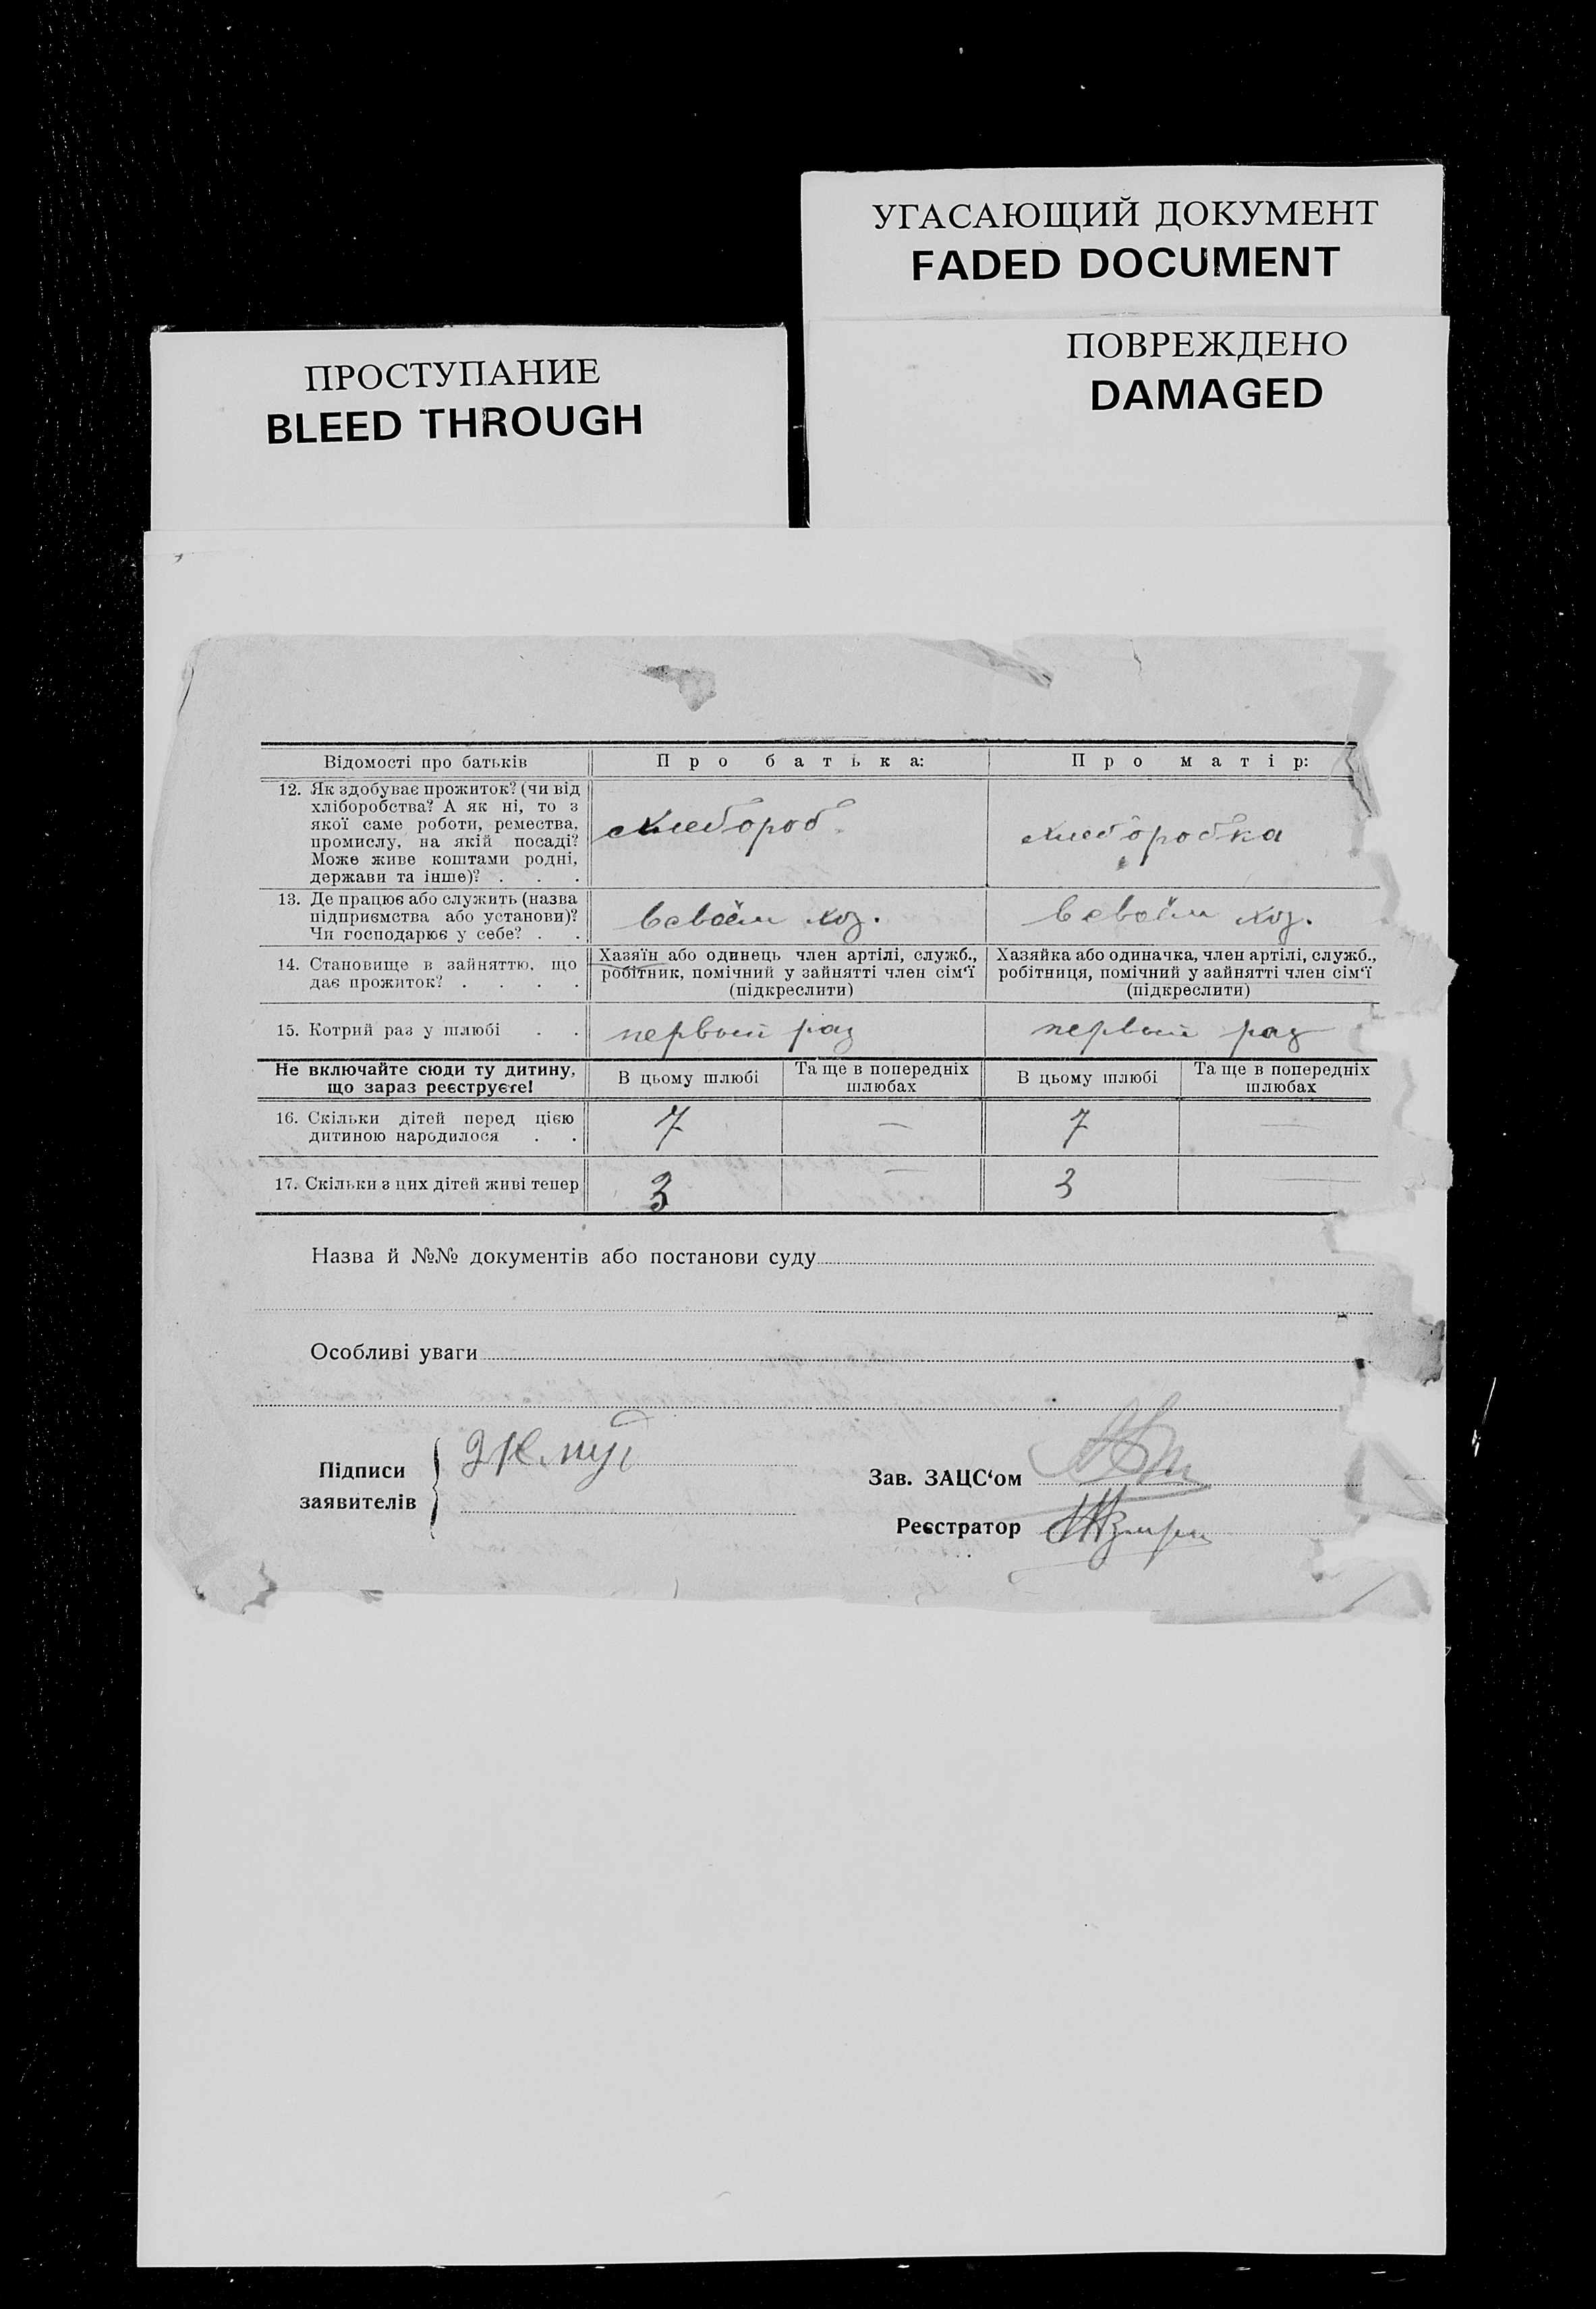 УГАСАЮЩИЙ ДОКУМЕНТ
FADED DOCUMENT
ПОВРЕЖДЕНО
DAMAGED
ПРОСТУПАНИЕ
BLEED THROUGH
Відомості про батьків
Про батька:
Про матір:
12. Як здобуває прожиток? (чи від
хліборобства? А як ні, то з
якої саме роботи, ремества,
промислу, на якій посаді?
Може живе коштами родні,
держави та інше)? . . .
хлебороб
хлеборобка
13. Де працює або служить (назва
підприємства або установи)?
Чи господарює у себе? . .
в своём хоз.
в своём хоз.
14. Становище в зайняттю, що
дає прожиток? . . . .
Хазяїн або одинець член артілі, служб.,
робітник, помічний у зайнятті член сім'ї
(підкреслити)
Хазяйка або одиначка, член артілі, служб.,
робітниця, помічний у зайнятті член сім'ї
(підкреслити)
15. Котрий раз у шлюбі . .
первый раз
первый раз
Не включайте сюди ту дитину,
що зараз реєструєте!
В цьому шлюбі
Та ще в попередніх
шлюбах
В цьому шлюбі
Та ще в попередніх
шлюбах
16. Скільки дітей перед цією
дитиною народилося . .
7
—
7
—
17. Скільки з цих дітей живі тепер
3
—
3
—
Назва й №№ документів або постанови суду
Особливі уваги
Підписи
заявителів
Зав. ЗАЦС'ом
Реєстратор